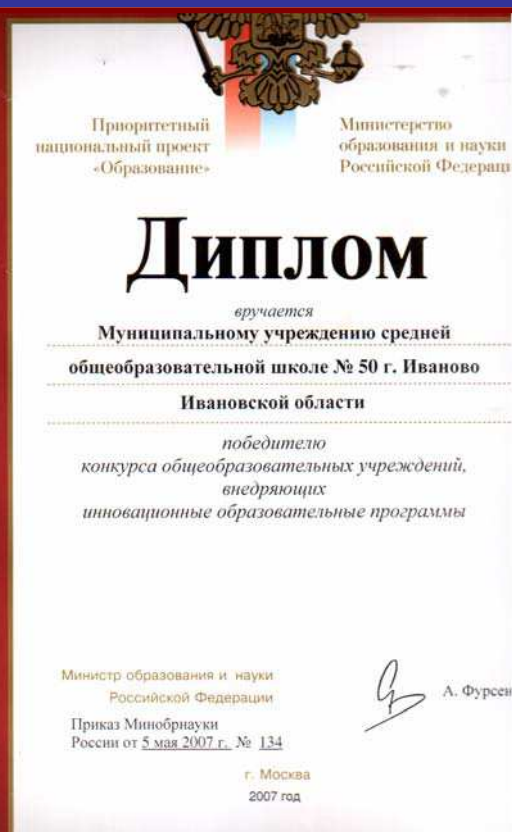 Приоритетный
национальный проект
«Образование»
Министерство
образования и науки
Российской Федерац
Диплом
вручается
Муниципальному учреждению средней
общеобразовательной школе № 50 г. Иваново
Ивановской области
победителю
конкурса общеобразовательных учреждений,
внедряющих
инновационные образовательные программы
Министр образования и науки
Российской Федерации
А. Фурсен
Приказ Минобрнауки
России от 5 мая 2007 г. № 134
г. Москва
2007 год